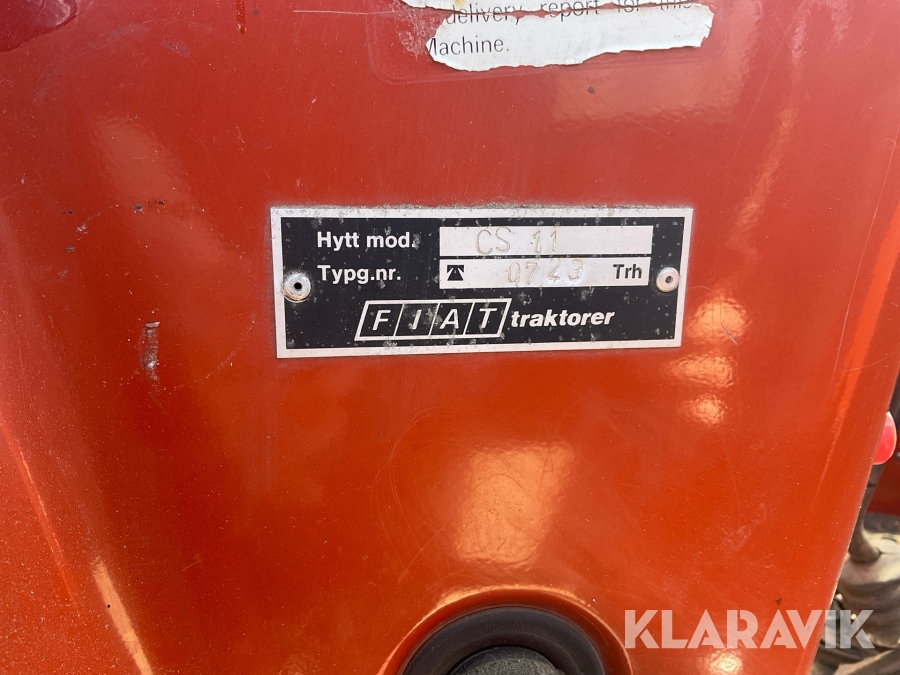 delivery report for this
Machine.
Hytt mod. CS 11
Typg.nr. 0723 Trh
FIAT traktorer
KLARAVIK